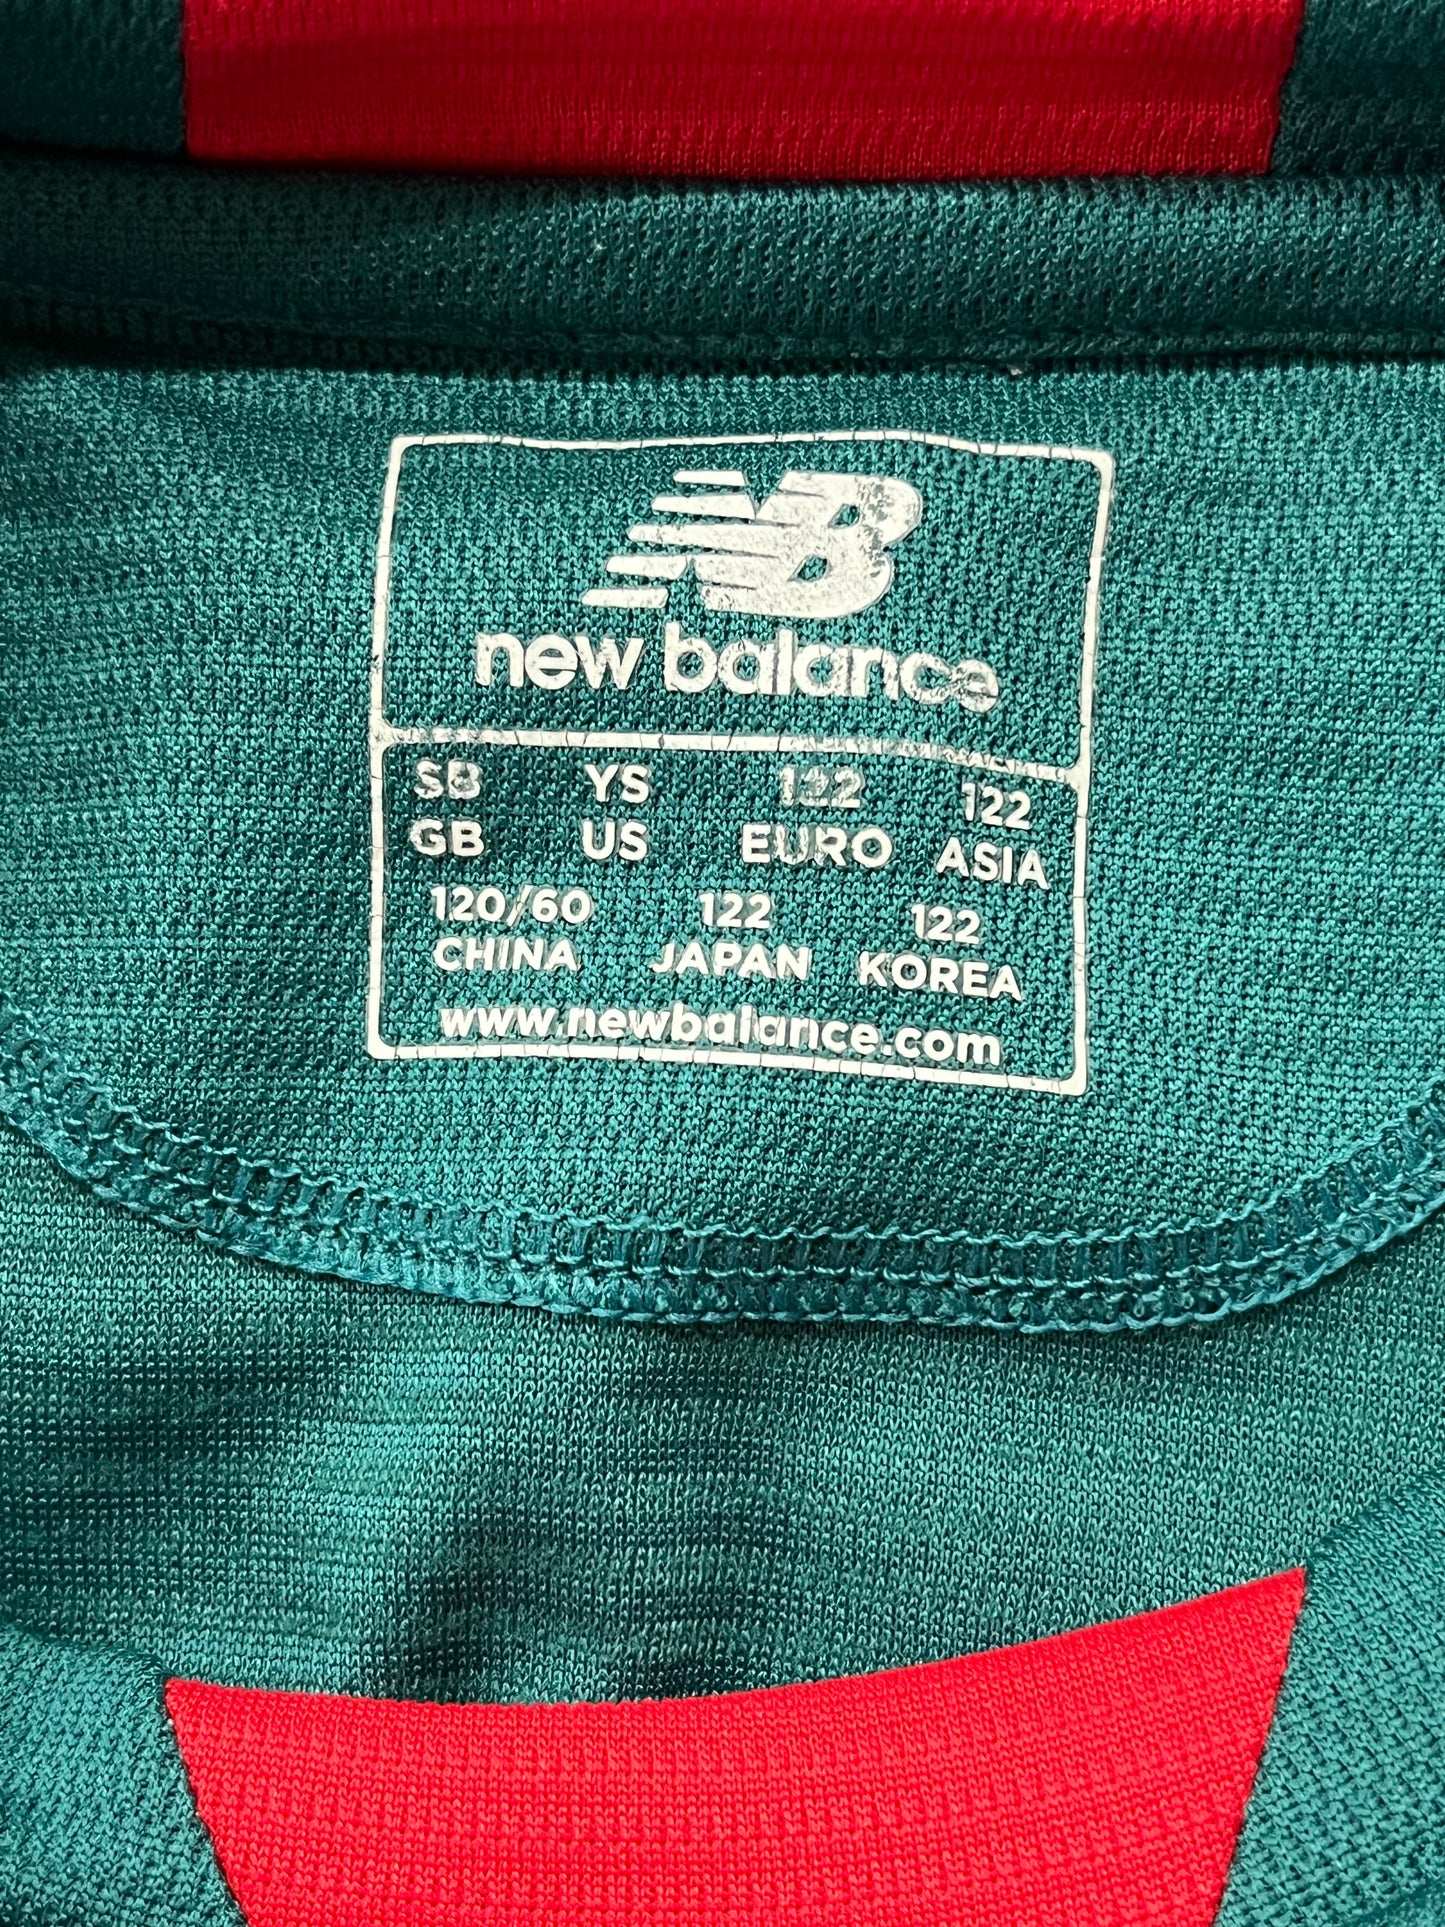 NB
new balance
SB YS 122 122
GB US EURO ASIA
120/60 122 122
CHINA JAPAN KOREA
www.newbalance.com